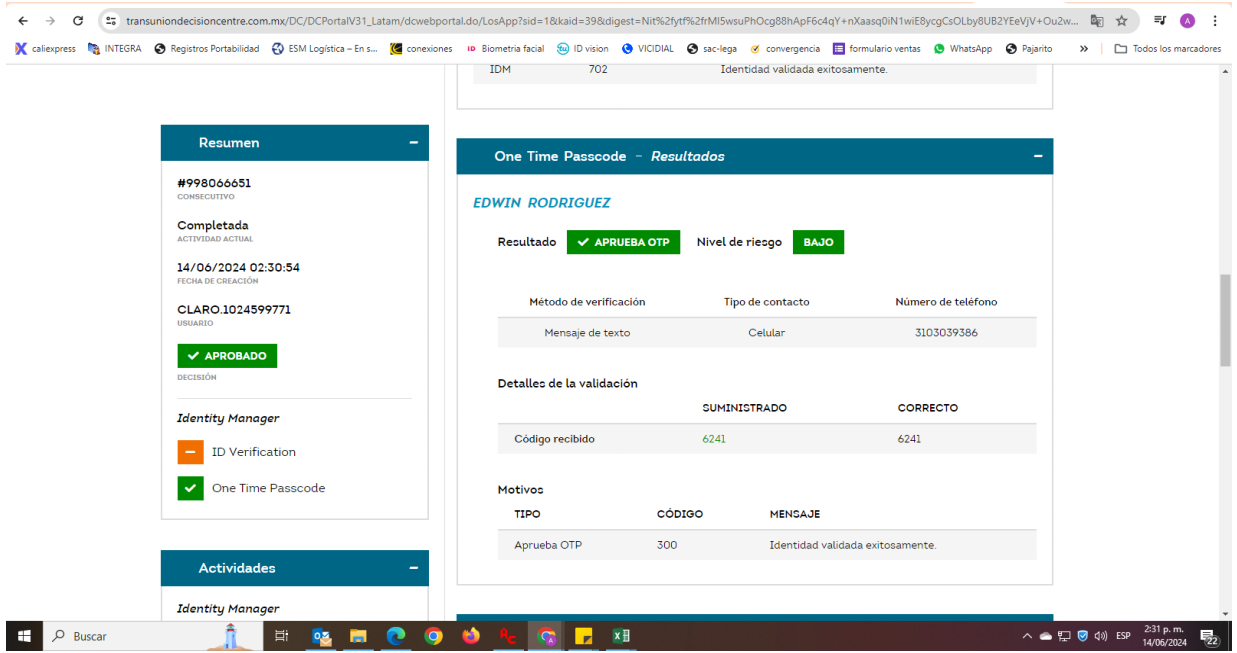 transuniondecisioncentre.com.mx/DC/DCPortalV31_Latam/dcwebportal.do/LosApp?sid=1&kaid=39&digest=Nit%2fytf%2frMI5wsuPhOcg88hApF6c4qY+nXaasq0iN1wiE8ycgCsOLby8UB2YEeVjV+Ou2w...
A
caliexpress INTEGRA Registros Portabilidad ESM Logística – En s... conexiones Biometria facial ID vision VICIDIAL sac-lega convergencia formulario ventas WhatsApp Pajarito » Todos los marcadores
IDM 702 Identidad validada exitosamente.
Resumen –
#998066651
CONSECUTIVO
Completada
ACTIVIDAD ACTUAL
14/06/2024 02:30:54
FECHA DE CREACIÓN
CLARO.1024599771
USUARIO
APROBADO
DECISIÓN
Identity Manager
ID Verification
One Time Passcode
Actividades –
Identity Manager
One Time Passcode – Resultados –
EDWIN RODRIGUEZ
Resultado APRUEBA OTP Nivel de riesgo BAJO
Método de verificación Tipo de contacto Número de teléfono
Mensaje de texto Celular 3103039386
Detalles de la validación
SUMINISTRADO CORRECTO
Código recibido 6241 6241
Motivos
TIPO CÓDIGO MENSAJE
Aprueba OTP 300 Identidad validada exitosamente.
Buscar
ESP
2:31 p. m.
14/06/2024
22